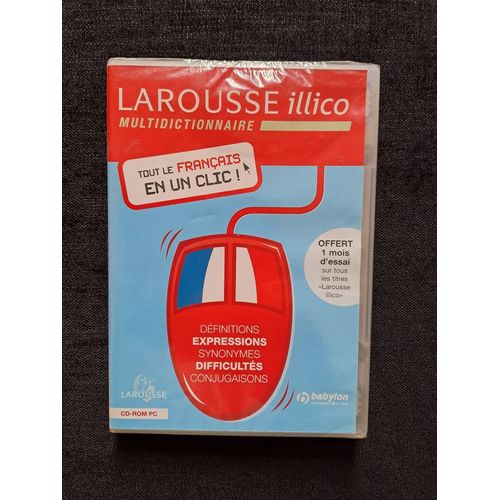 LAROUSSE illico
MULTIDICTIONNAIRE
TOUT LE FRANÇAIS
EN UN CLIC !
OFFERT
1 mois
d'essai
sur tous
les titres
«Larousse
illico»
DÉFINITIONS
EXPRESSIONS
SYNONYMES
DIFFICULTÉS
CONJUGAISONS
LAROUSSE
babylon
CD-ROM PC